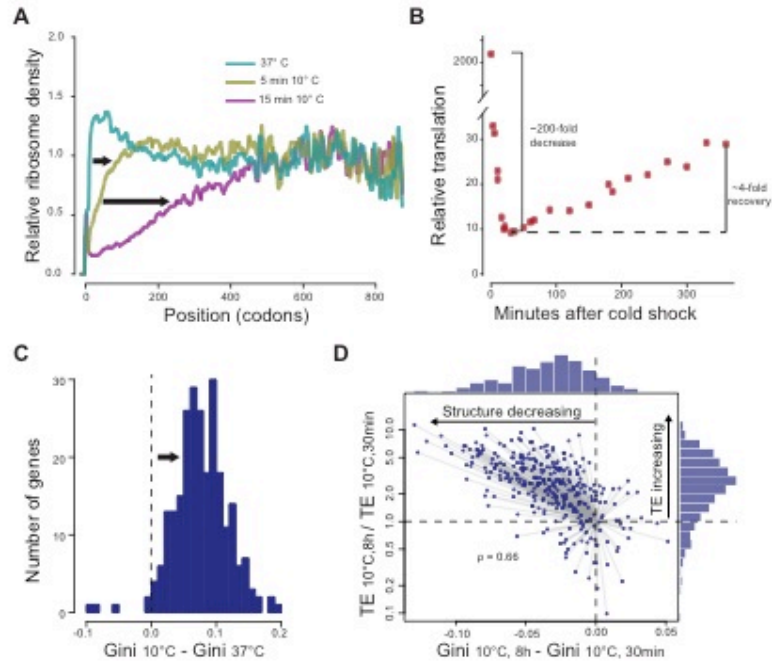 A
Relative ribosome density
2.0
1.5
1.0
0.5
0.0
37° C
5 min 10° C
15 min 10° C
0
200
400
600
800
Position (codons)
B
Relative translation
2000
30
20
10
0
~200-fold
decrease
~4-fold
recovery
0
100
200
300
Minutes after cold shock
C
Number of genes
30
20
10
0
-0.1
0.0
0.1
0.2
Gini 10°C - Gini 37°C
D
TE 10°C,8h / TE 10°C,30min
10.0
5.0
2.0
1.0
0.5
0.2
0.1
Structure decreasing
TE increasing
ρ = 0.66
-0.10
-0.05
0.00
0.05
Gini 10°C, 8h - Gini 10°C, 30min